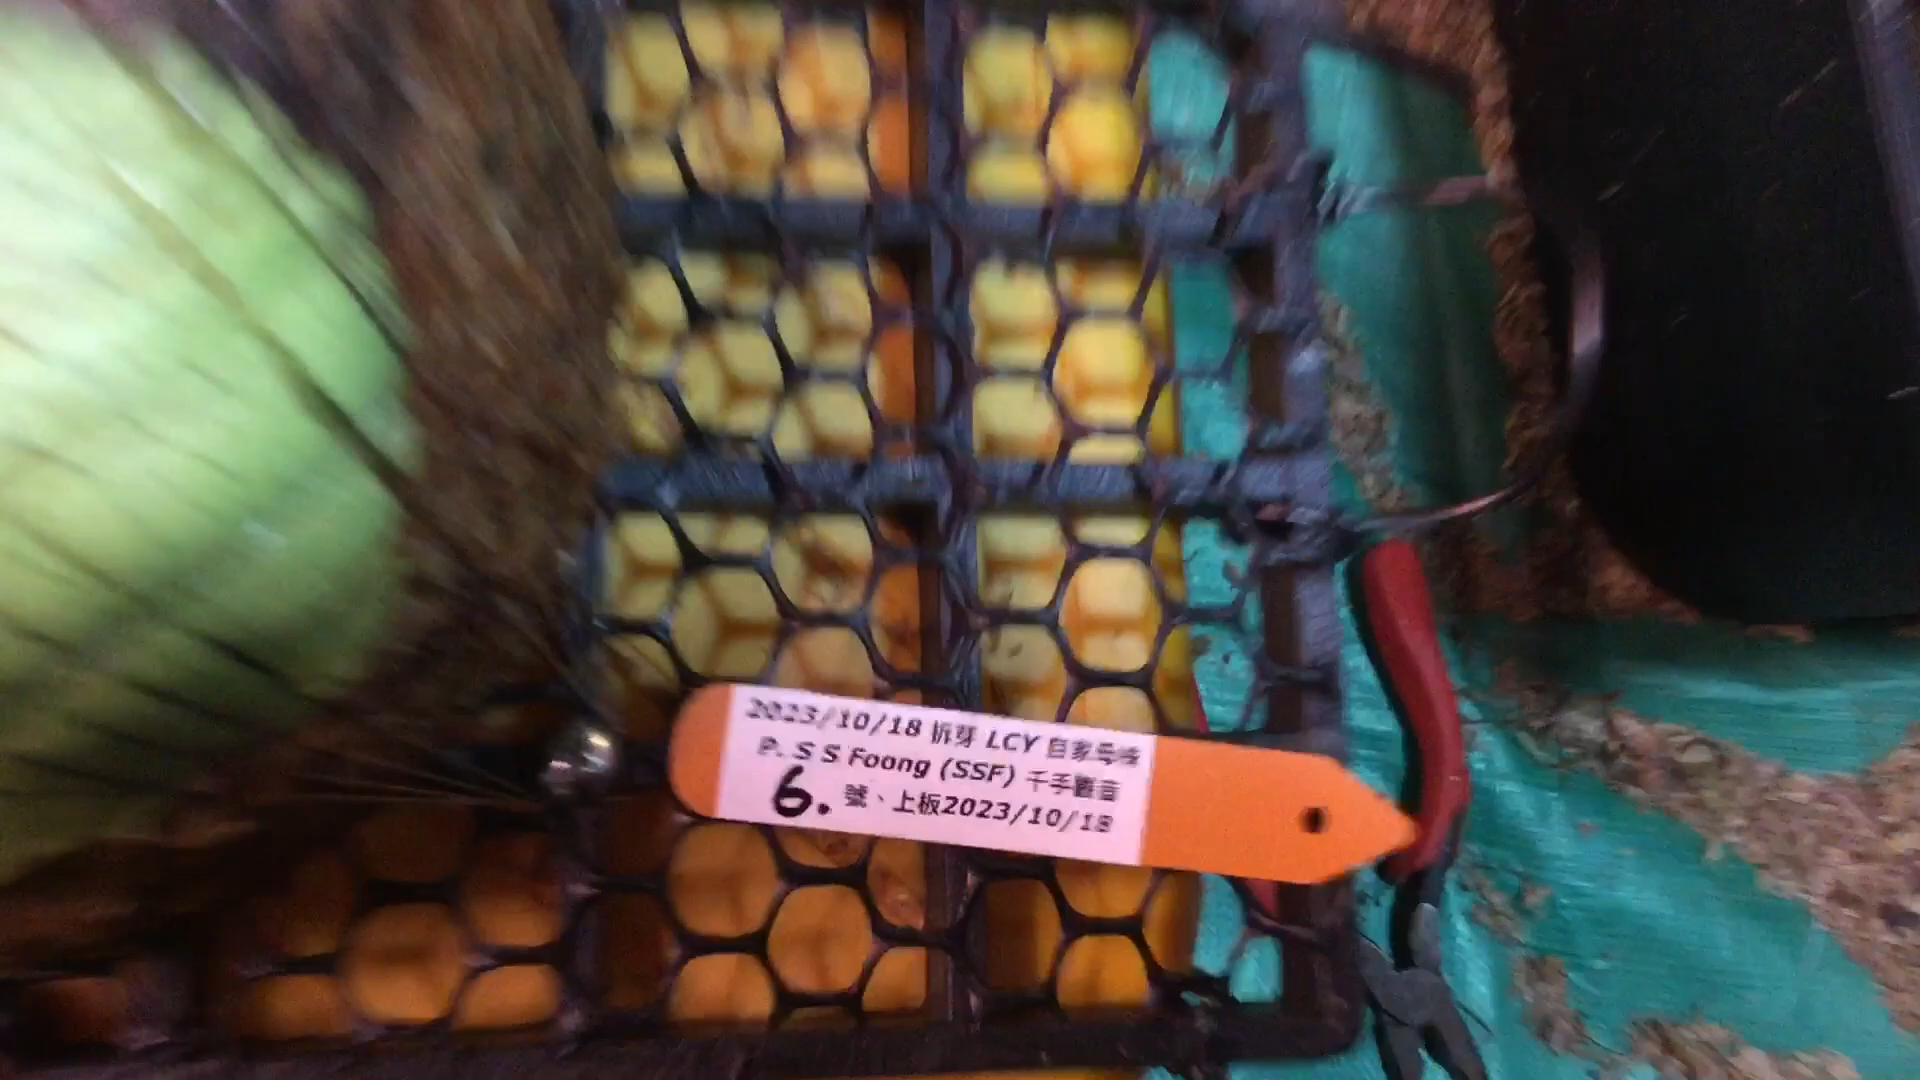 2023/10/18 拆芽 LCY 自家母株
P. S S Foong (SSF) 千手觀音
6. 號、上板2023/10/18